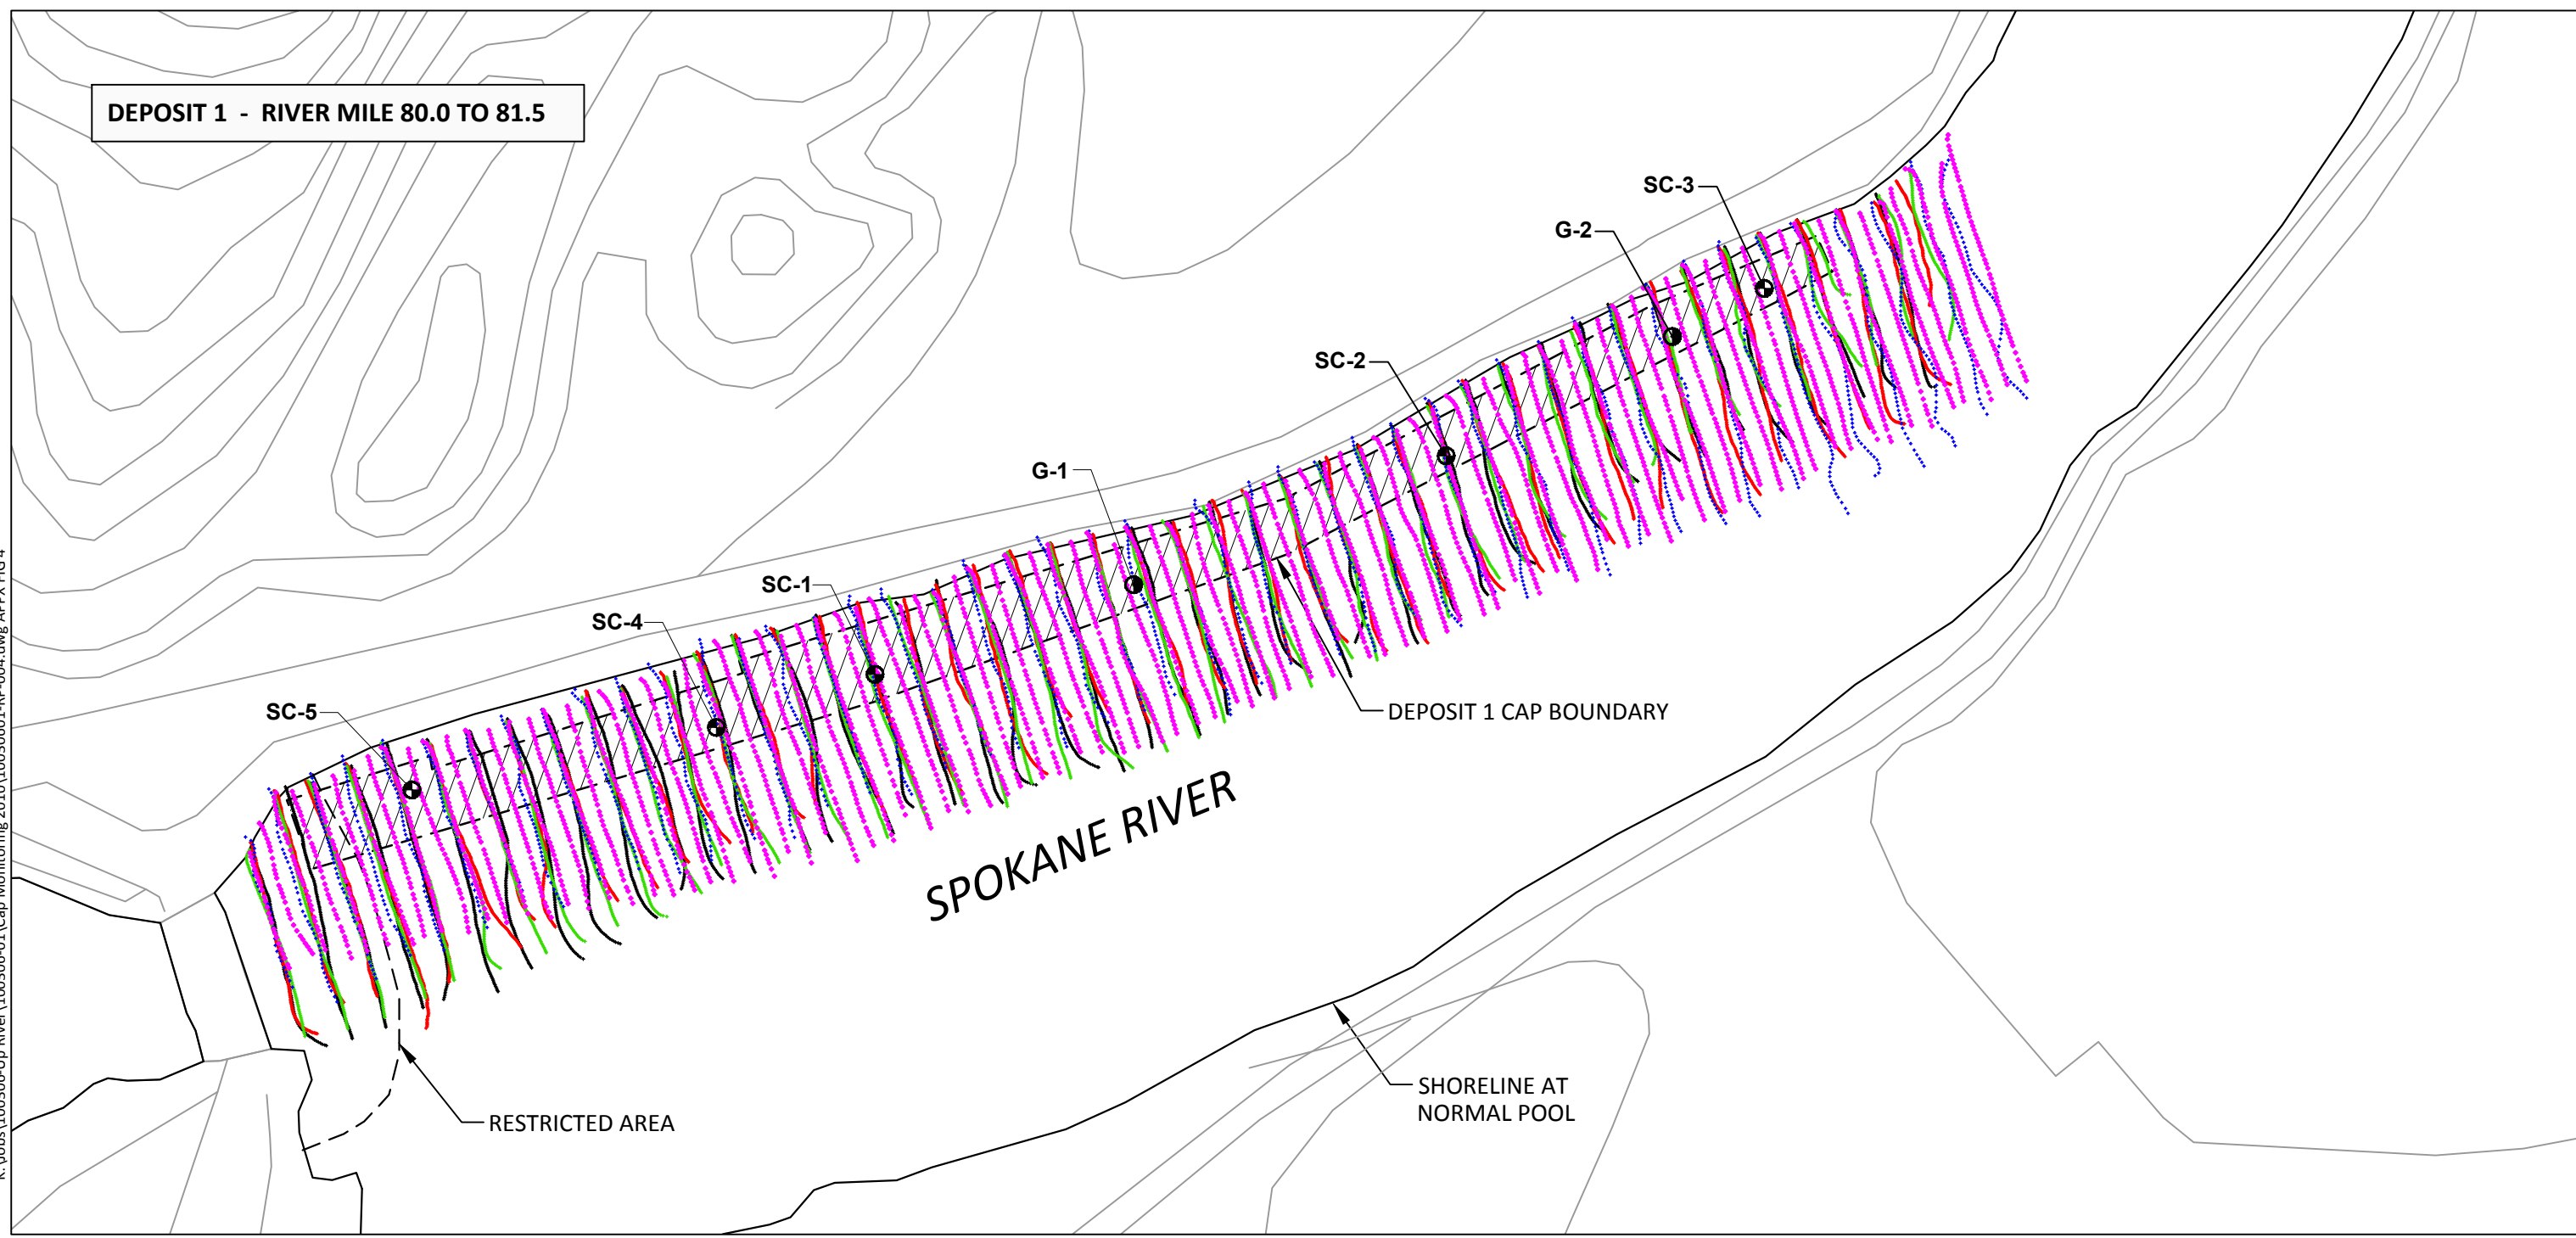 DEPOSIT 1 - RIVER MILE 80.0 TO 81.5
SC-3
G-2
SC-2
G-1
SC-1
SC-4
SC-5
DEPOSIT 1 CAP BOUNDARY
SPOKANE RIVER
SHORELINE AT
NORMAL POOL
RESTRICTED AREA